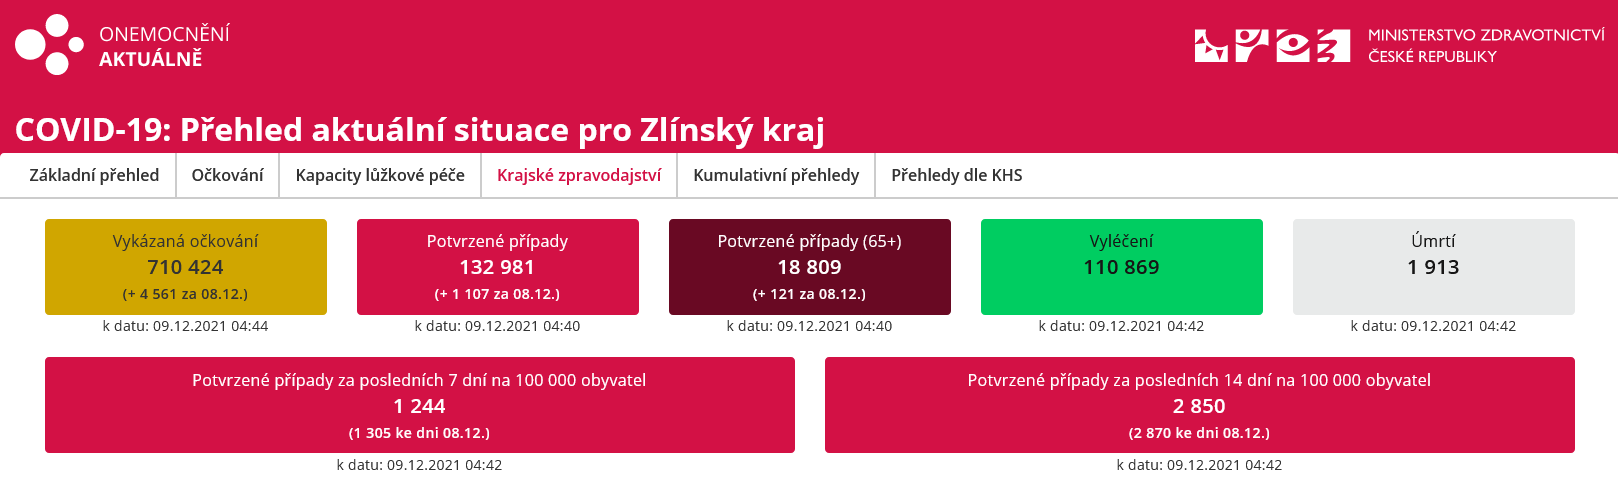 ONEMOCNĚNÍ
AKTUÁLNĚ
MINISTERSTVO ZDRAVOTNICTVÍ
ČESKÉ REPUBLIKY
COVID-19: Přehled aktuální situace pro Zlínský kraj
Základní přehled Očkování Kapacity lůžkové péče Krajské zpravodajství Kumulativní přehledy Přehledy dle KHS
Vykázaná očkování
710 424
(+ 4 561 za 08.12.)
k datu: 09.12.2021 04:44
Potvrzené případy
132 981
(+ 1 107 za 08.12.)
k datu: 09.12.2021 04:40
Potvrzené případy (65+)
18 809
(+ 121 za 08.12.)
k datu: 09.12.2021 04:40
Vyléčení
110 869
k datu: 09.12.2021 04:42
Úmrtí
1 913
k datu: 09.12.2021 04:42
Potvrzené případy za posledních 7 dní na 100 000 obyvatel
1 244
(1 305 ke dni 08.12.)
k datu: 09.12.2021 04:42
Potvrzené případy za posledních 14 dní na 100 000 obyvatel
2 850
(2 870 ke dni 08.12.)
k datu: 09.12.2021 04:42